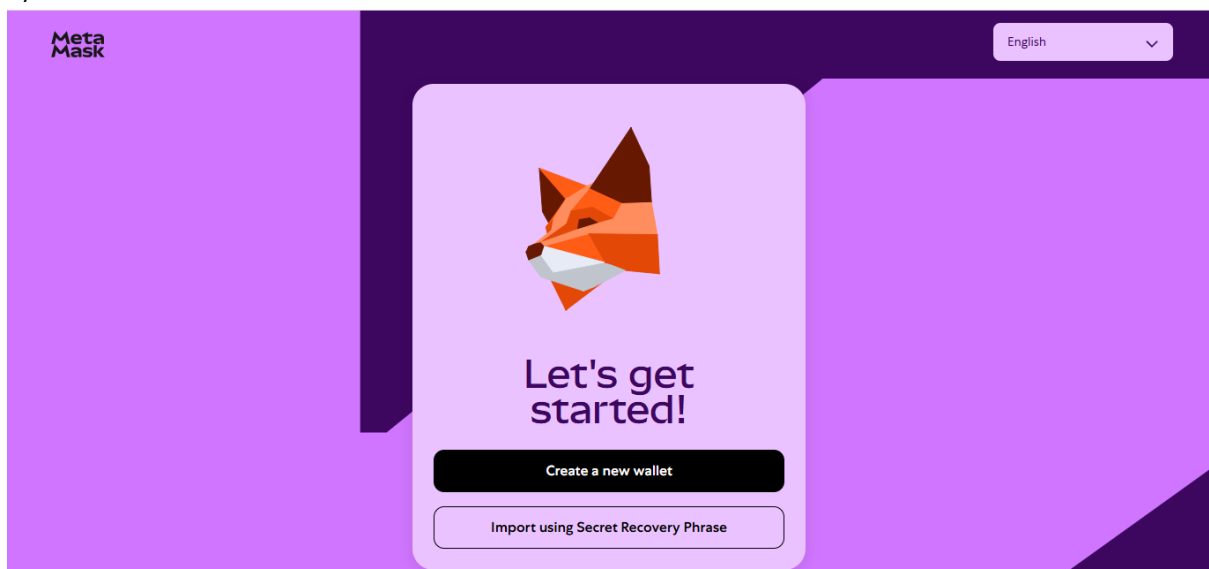 Meta
Mask
English
Let's get
started!
Create a new wallet
Import using Secret Recovery Phrase